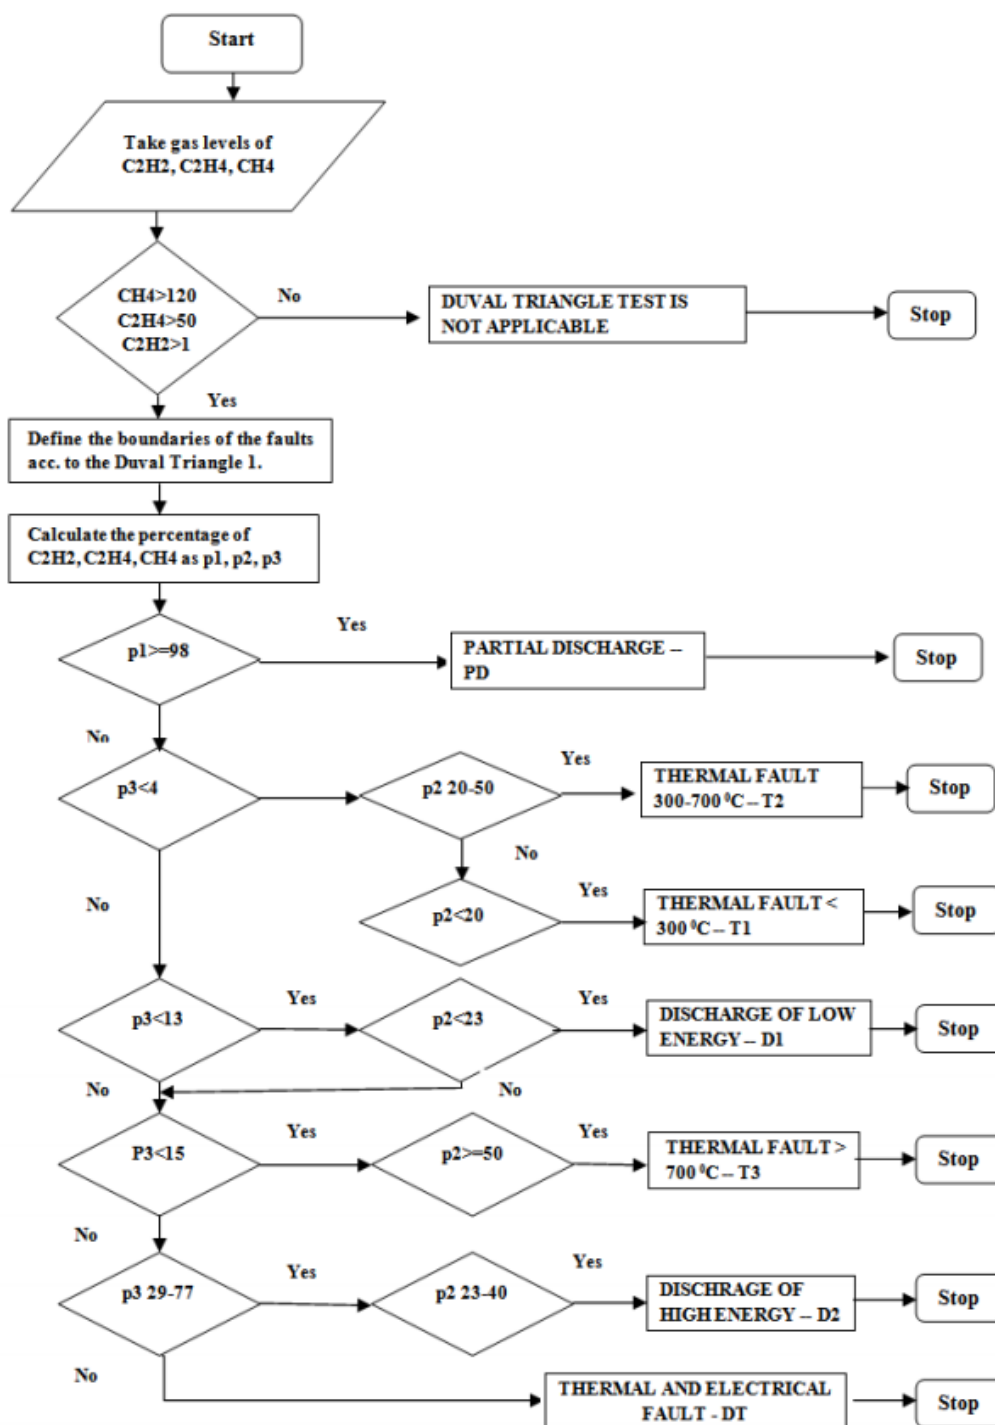 Start
Take gas levels of
C2H2, C2H4, CH4
CH4>120
C2H4>50
C2H2>1
No
DUVAL TRIANGLE TEST IS
NOT APPLICABLE
Stop
Yes
Define the boundaries of the faults
acc. to the Duval Triangle 1.
Calculate the percentage of
C2H2, C2H4, CH4 as p1, p2, p3
p1>=98
Yes
PARTIAL DISCHARGE --
PD
Stop
No
p3<4
p2 20-50
Yes
THERMAL FAULT
300-700 ⁰C -- T2
Stop
No
No
p2<20
Yes
THERMAL FAULT <
300 ⁰C -- T1
Stop
p3<13
Yes
p2<23
Yes
DISCHARGE OF LOW
ENERGY -- D1
Stop
No
No
P3<15
Yes
p2>=50
Yes
THERMAL FAULT >
700 ⁰C -- T3
Stop
No
p3 29-77
Yes
p2 23-40
Yes
DISCHRAGE OF
HIGH ENERGY -- D2
Stop
No
THERMAL AND ELECTRICAL
FAULT - DT
Stop